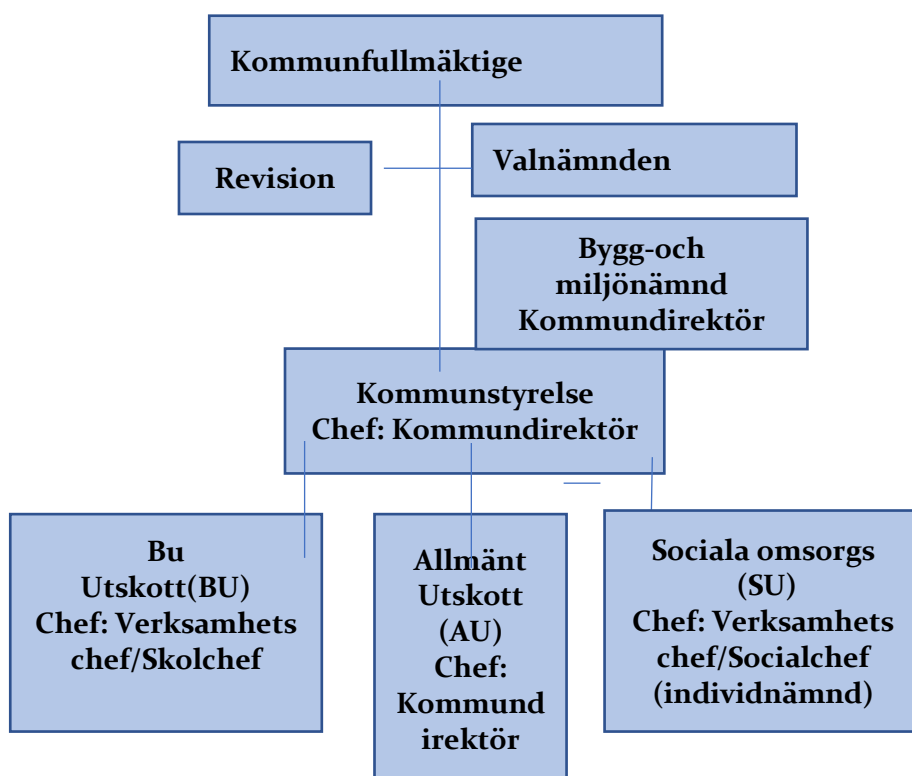 Kommunfullmäktige
Revision
Valnämnden
Bygg-och
miljönämnd
Kommundirektör
Kommunstyrelse
Chef: Kommundirektör
Bu
Utskott(BU)
Chef: Verksamhets
chef/Skolchef
Allmänt
Utskott
(AU)
Chef:
Kommund
irektör
Sociala omsorgs
(SU)
Chef: Verksamhets
chef/Socialchef
(individnämnd)